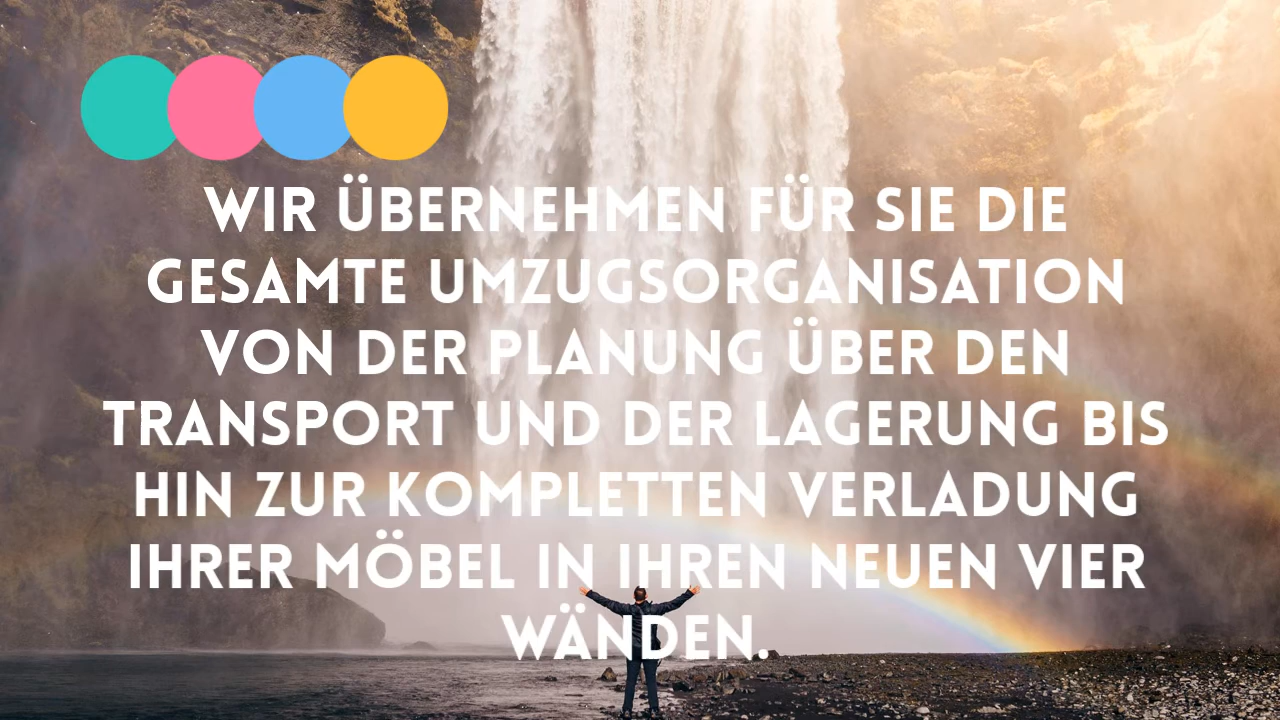 WIR ÜBERNEHMEN FÜR SIE DIE
GESAMTE UMZUGSORGANISATION
VON DER PLANUNG ÜBER DEN
TRANSPORT UND DER LAGERUNG BIS
HIN ZUR KOMPLETTEN VERLADUNG
IHRER MÖBEL IN IHREN NEUEN VIER
WÄNDEN.